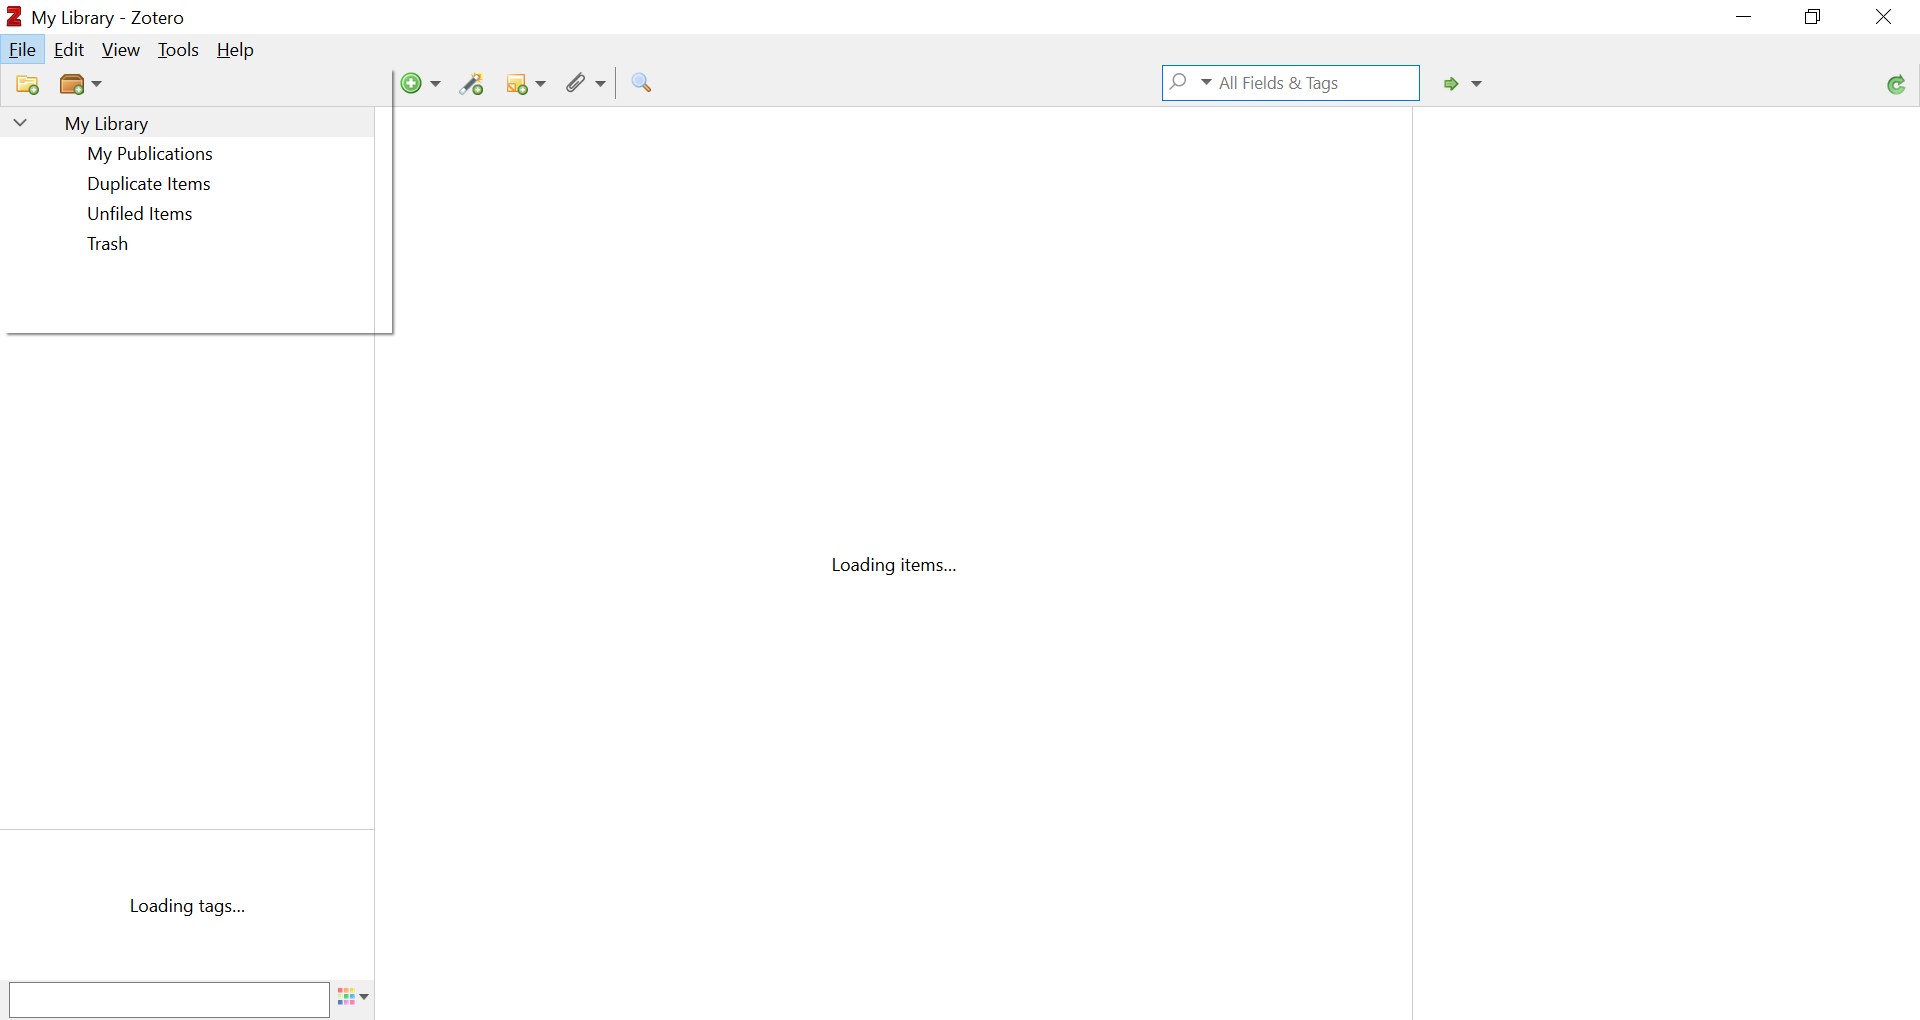 My Library - Zotero
File Edit View Tools Help
All Fields & Tags
My Library
My Publications
Duplicate Items
Unfiled Items
Trash
Loading items...
Loading tags...